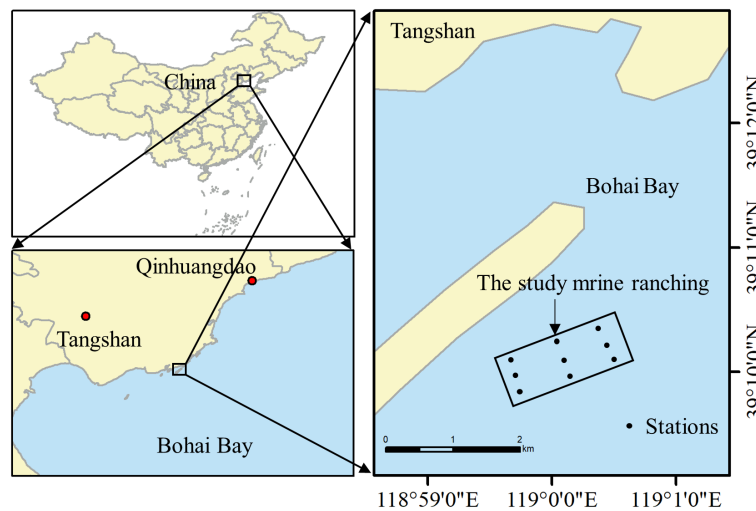 China
Qinhuangdao
Tangshan
Bohai Bay
Tangshan
Bohai Bay
The study mrine ranching
Stations
0 1 2
km
39°12'0"N
39°11'0"N
39°10'0"N
118°59'0"E 119°0'0"E 119°1'0"E